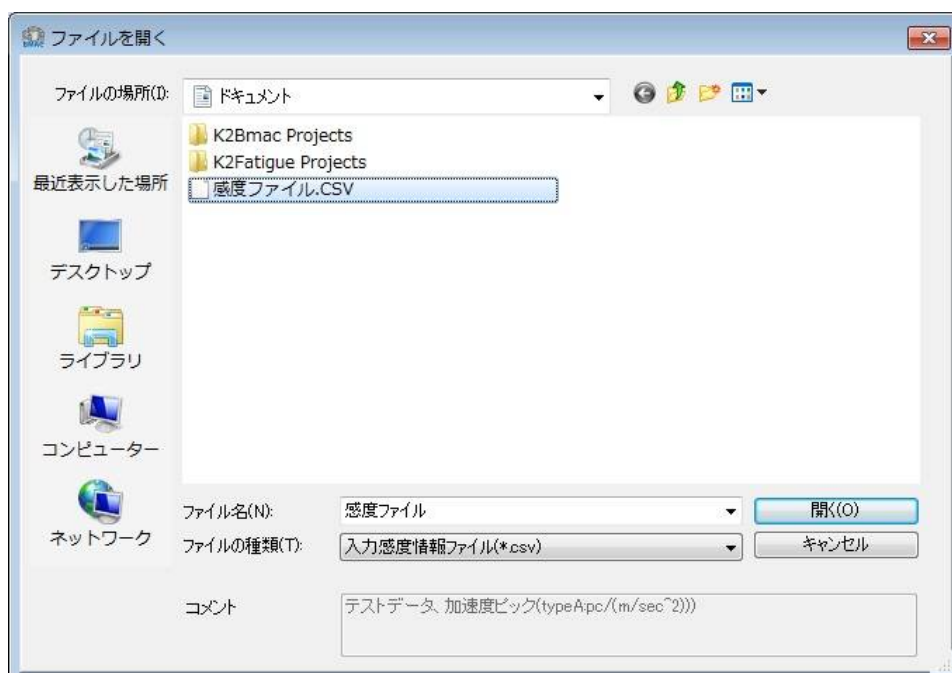 ファイルを開く
ファイルの場所(I):
ドキュメント
最近表示した場所
デスクトップ
ライブラリ
コンピューター
ネットワーク
K2Bmac Projects
K2Fatigue Projects
感度ファイル.CSV
ファイル名(N):
感度ファイル
開く(O)
ファイルの種類(T):
入力感度情報ファイル(*.csv)
キャンセル
コメント
テストデータ、加速度ピック(typeA:pc/(m/sec^2)))